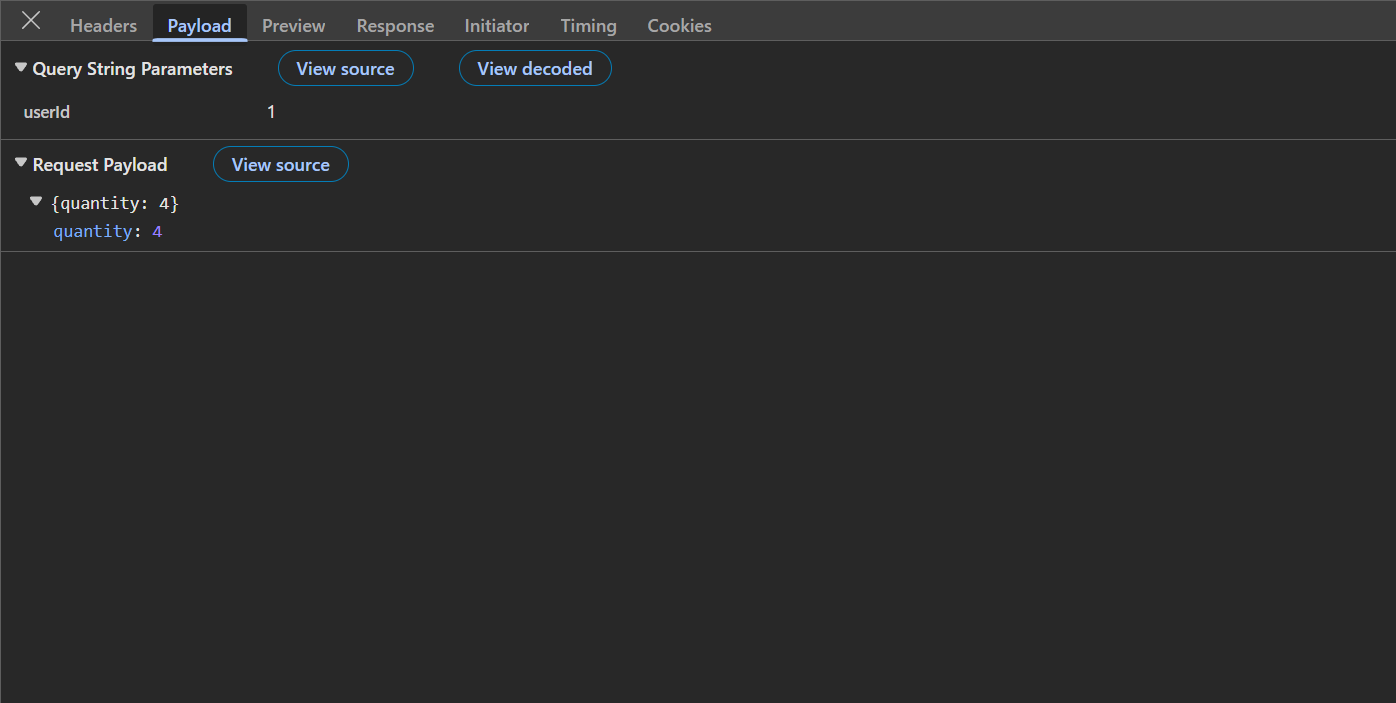 Headers Payload Preview Response Initiator Timing Cookies
Query String Parameters View source View decoded
userId 1
Request Payload View source
{quantity: 4}
quantity: 4